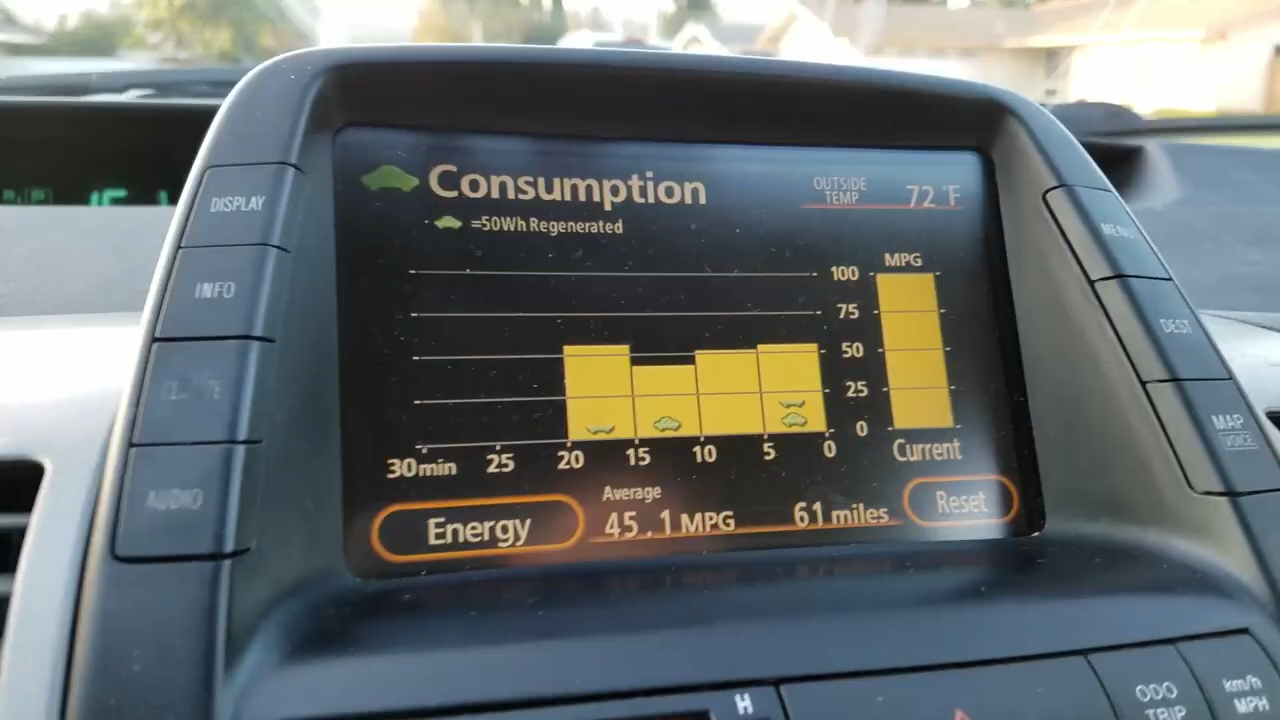 DISPLAY
INFO
AUDIO
Consumption
=50Wh Regenerated
OUTSIDE
TEMP
72°F
MPG
100
75
50
25
0
30min 25 20 15 10 5 0
Current
Energy
Average
45.1 MPG
61 miles
Reset
MENU
DEST
MAP
VOICE
H
ODO
TRIP
km/h
MPH